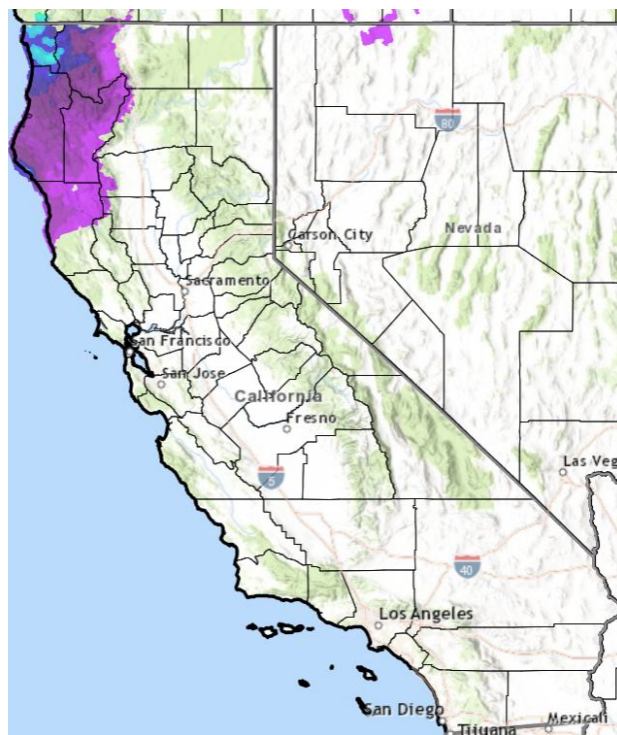 80
Nevada
Carson City
Sacramento
San Francisco
San Jose
California
Fresno
Las Veg
5
40
Los Angeles
San Diego
Tijuana
Mexicali